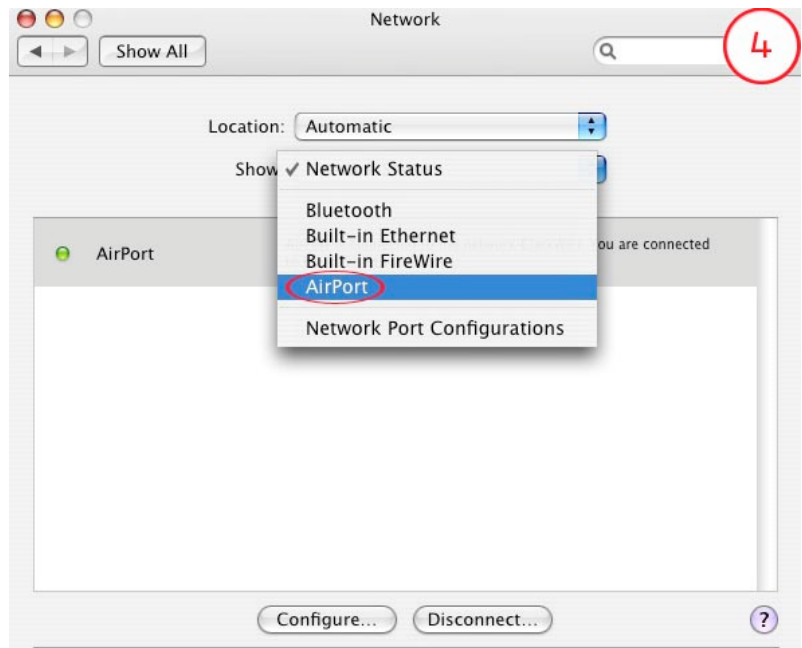 Network
4
Show All
Location: Automatic
Show ✓ Network Status
Bluetooth
Built-in Ethernet
Built-in FireWire
AirPort
Network Port Configurations
AirPort
You are connected
Configure... Disconnect... ?